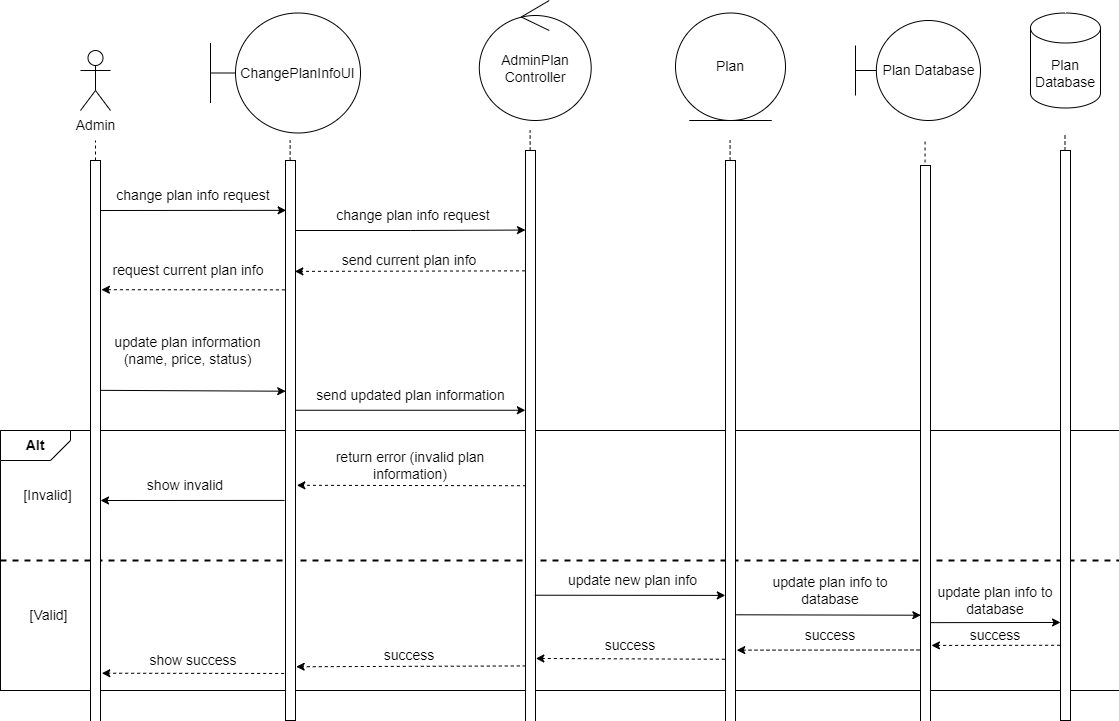 Admin
ChangePlanInfoUI
AdminPlan
Controller
Plan
Plan Database
Plan
Database
change plan info request
change plan info request
send current plan info
request current plan info
update plan information
(name, price, status)
send updated plan information
Alt
return error (invalid plan
information)
show invalid
[Invalid]
update new plan info
update plan info to
database
update plan info to
database
[Valid]
success
success
success
success
show success